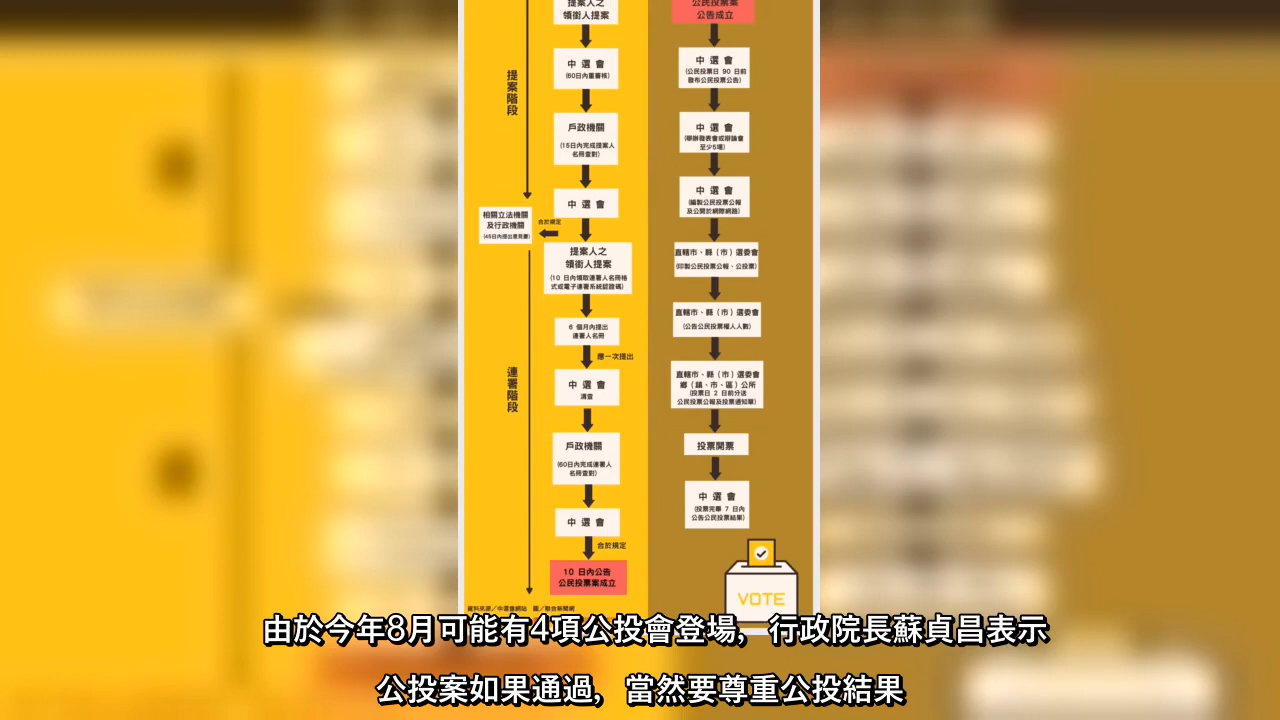 提案人之
領銜人提案
中 選 會
(60日內重審核)
戶政機關
(15日內完成提案人
名冊查對)
中 選 會
合於規定
相關立法機關
及行政機關
(45日內提出意見書)
提案人之
領銜人提案
(10 日內領取連署人名冊格
式或電子連署系統認證碼)
6 個月內提出
連署人名冊
應一次提出
中 選 會
清查
戶政機關
(60日內完成連署人
名冊查對)
中 選 會
合於規定
10 日內公告
公民投票案成立
提案階段
連署階段
資料來源／中選會網站 圖／聯合新聞網
公民投票案
公告成立
中 選 會
(公民投票日 90 日前
發布公民投票公告)
中 選 會
(舉辦發表會或辯論會
至少5場)
中 選 會
(編製公民投票公報
及公開於網際網路)
直轄市、縣（市）選委會
(印製公民投票公報、公投票)
直轄市、縣（市）選委會
(公告公民投票權人人數)
直轄市、縣（市）選委會
鄉（鎮、市、區）公所
(投票日 2 日前分送
公民投票公報及投票通知單)
投票開票
中 選 會
(投票完畢 7 日內
公告公民投票結果)
VOTE
由於今年8月可能有4項公投會登場，行政院長蘇貞昌表示
公投案如果通過，當然要尊重公投結果